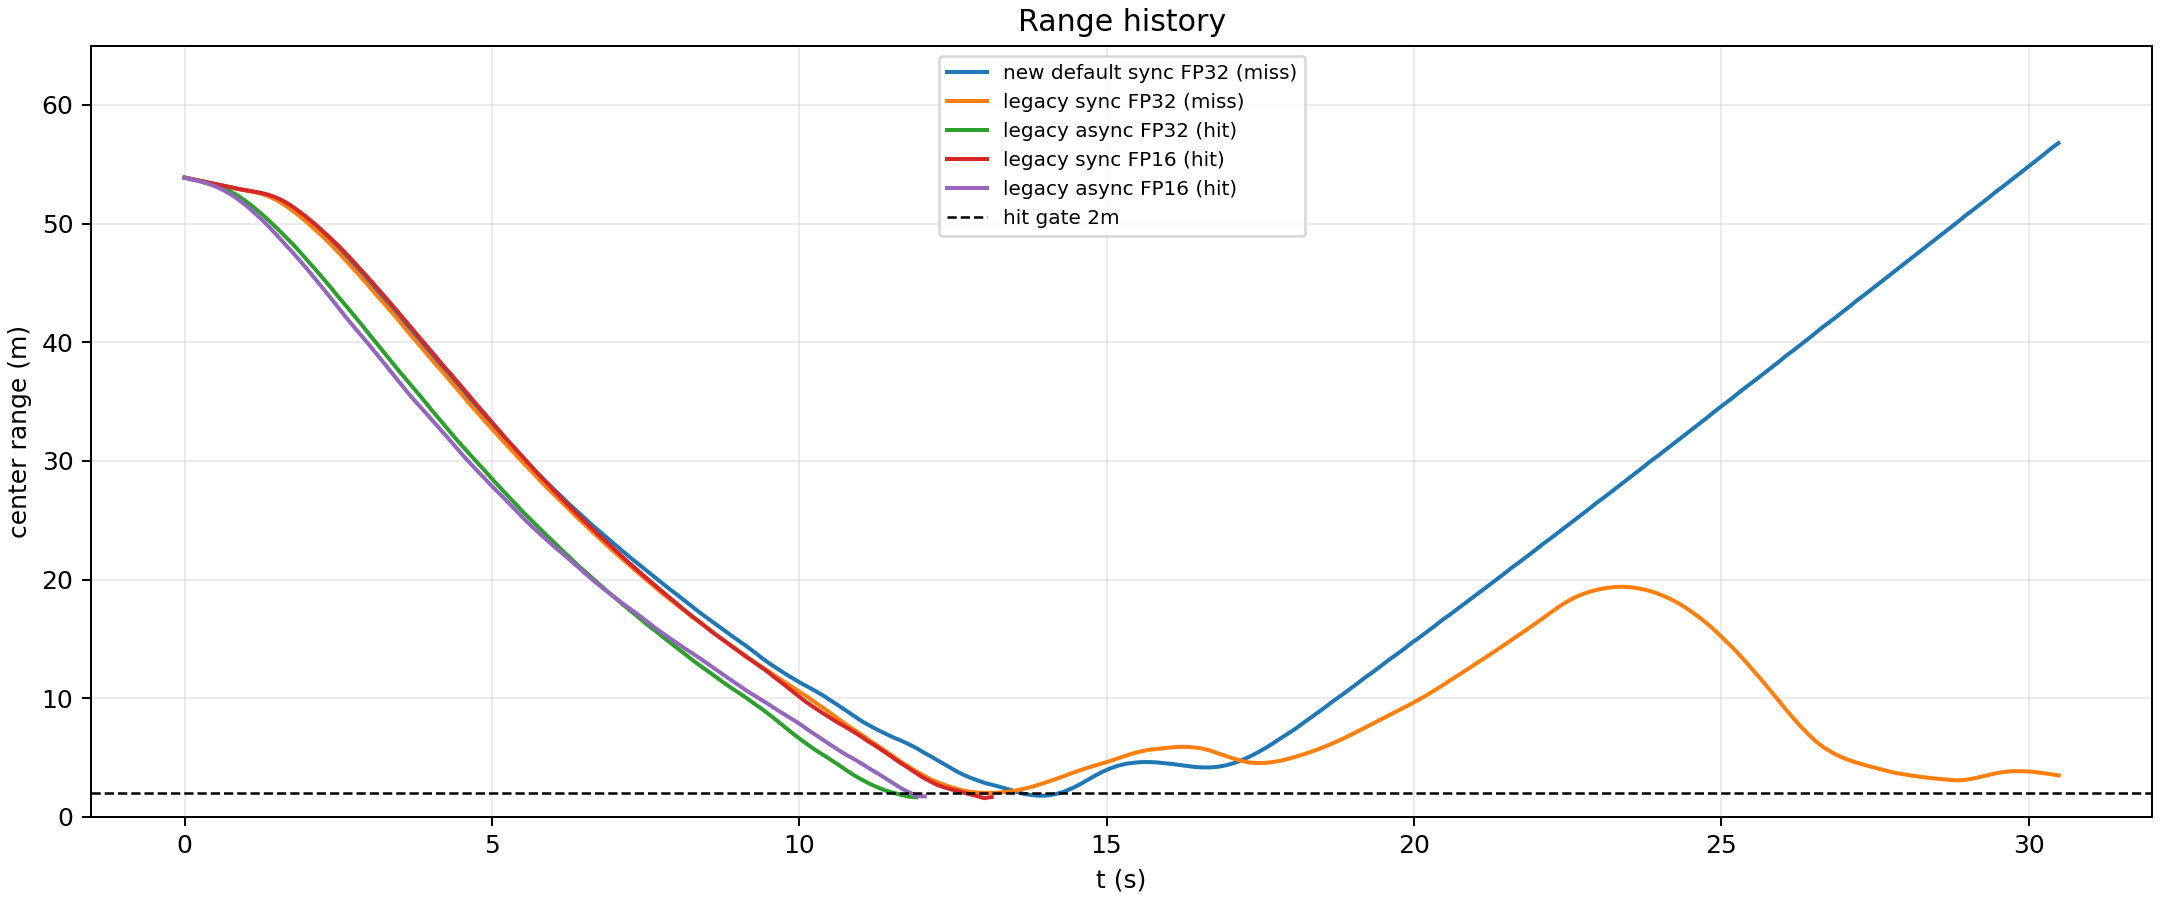 Range history
new default sync FP32 (miss)
legacy sync FP32 (miss)
legacy async FP32 (hit)
legacy sync FP16 (hit)
legacy async FP16 (hit)
hit gate 2m
center range (m)
60
50
40
30
20
10
0
0 5 10 15 20 25 30
t (s)